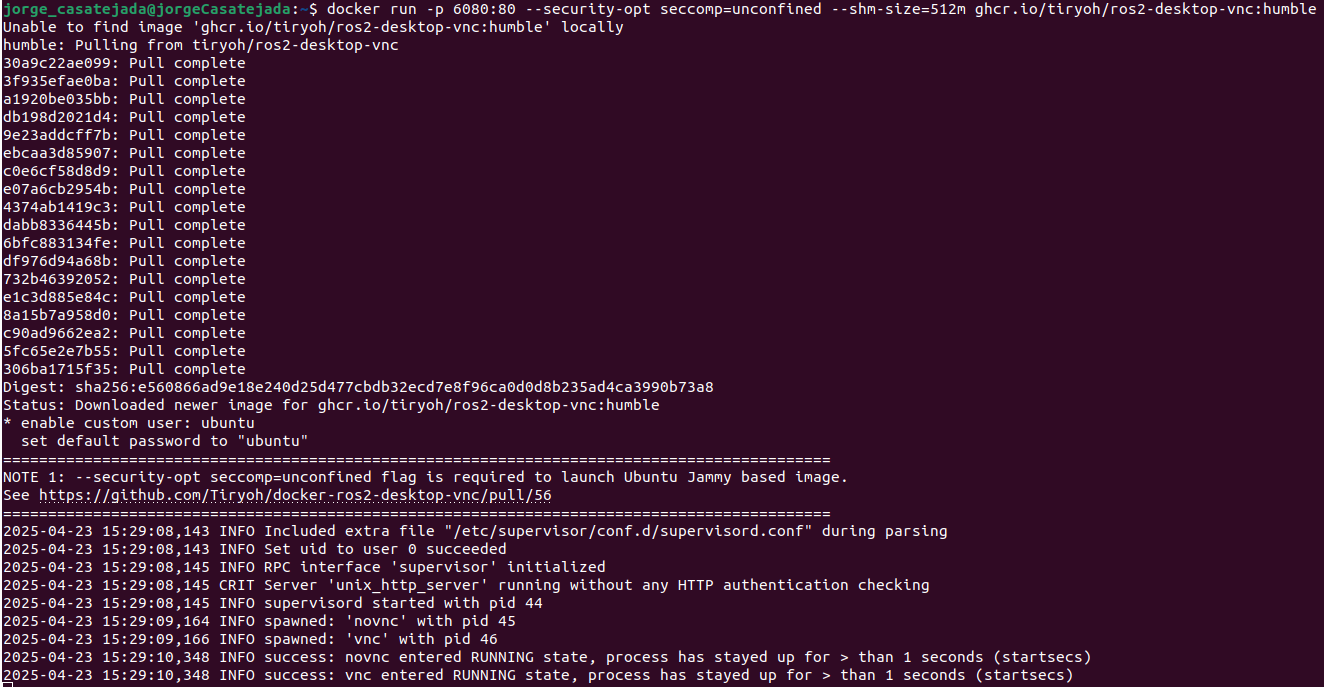 jorge_casatejada@jorgeCasatejada:~$ docker run -p 6080:80 --security-opt seccomp=unconfined --shm-size=512m ghcr.io/tiryoh/ros2-desktop-vnc:humble
Unable to find image 'ghcr.io/tiryoh/ros2-desktop-vnc:humble' locally
humble: Pulling from tiryoh/ros2-desktop-vnc
30a9c22ae099: Pull complete
3f935efae0ba: Pull complete
a1920be035bb: Pull complete
db198d2021d4: Pull complete
9e23addcff7b: Pull complete
ebcaa3d85907: Pull complete
c0e6cf58d8d9: Pull complete
e07a6cb2954b: Pull complete
4374ab1419c3: Pull complete
dabb8336445b: Pull complete
6bfc883134fe: Pull complete
df976d94a68b: Pull complete
732b46392052: Pull complete
e1c3d885e84c: Pull complete
8a15b7a958d0: Pull complete
c90ad9662ea2: Pull complete
5fc65e2e7b55: Pull complete
306ba1715f35: Pull complete
Digest: sha256:e560866ad9e18e240d25d477cbdb32ecd7e8f96ca0d0d8b235ad4ca3990b73a8
Status: Downloaded newer image for ghcr.io/tiryoh/ros2-desktop-vnc:humble
* enable custom user: ubuntu
  set default password to "ubuntu"
============================================================================================
NOTE 1: --security-opt seccomp=unconfined flag is required to launch Ubuntu Jammy based image.
See https://github.com/Tiryoh/docker-ros2-desktop-vnc/pull/56
============================================================================================
2025-04-23 15:29:08,143 INFO Included extra file "/etc/supervisor/conf.d/supervisord.conf" during parsing
2025-04-23 15:29:08,143 INFO Set uid to user 0 succeeded
2025-04-23 15:29:08,145 INFO RPC interface 'supervisor' initialized
2025-04-23 15:29:08,145 CRIT Server 'unix_http_server' running without any HTTP authentication checking
2025-04-23 15:29:08,145 INFO supervisord started with pid 44
2025-04-23 15:29:09,164 INFO spawned: 'novnc' with pid 45
2025-04-23 15:29:09,166 INFO spawned: 'vnc' with pid 46
2025-04-23 15:29:10,348 INFO success: novnc entered RUNNING state, process has stayed up for > than 1 seconds (startsecs)
2025-04-23 15:29:10,348 INFO success: vnc entered RUNNING state, process has stayed up for > than 1 seconds (startsecs)